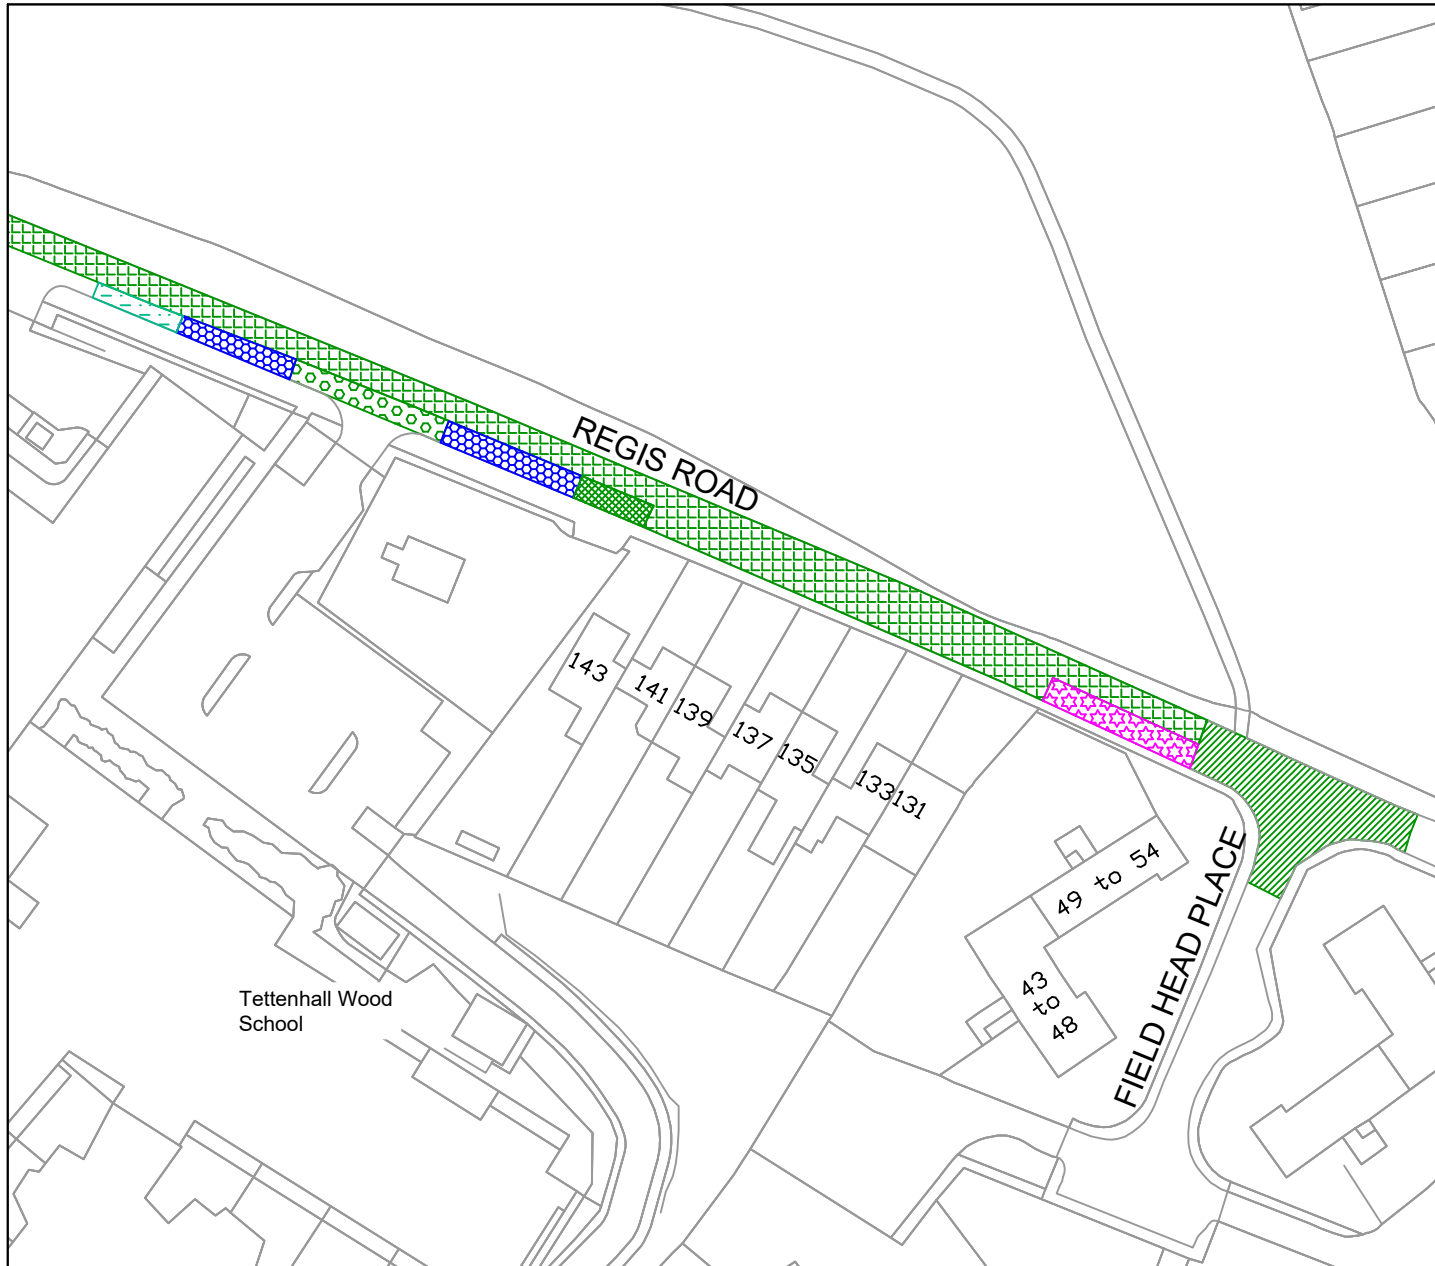 REGIS ROAD
143
141
139
137
135
133
131
49 to 54
43
to
48
FIELD HEAD PLACE
Tettenhall Wood
School